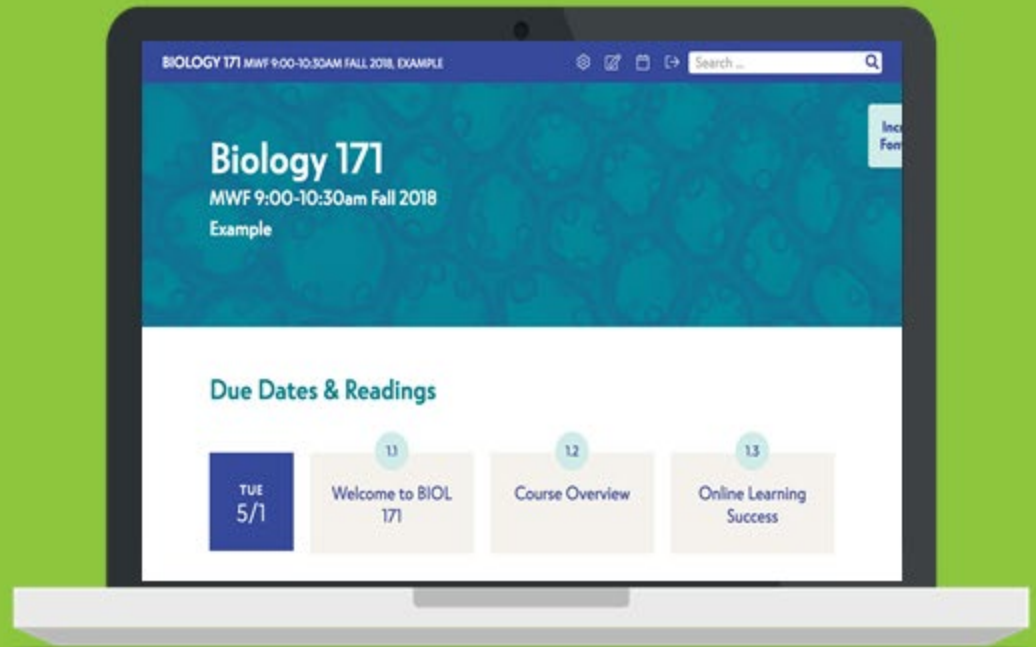 BIOLOGY 171 MWF 9:00-10:30AM FALL 2018, EXAMPLE
Search ...
Biology 171
MWF 9:00-10:30am Fall 2018
Example
Due Dates & Readings
TUE
5/1
1.1
Welcome to BIOL
171
1.2
Course Overview
1.3
Online Learning
Success